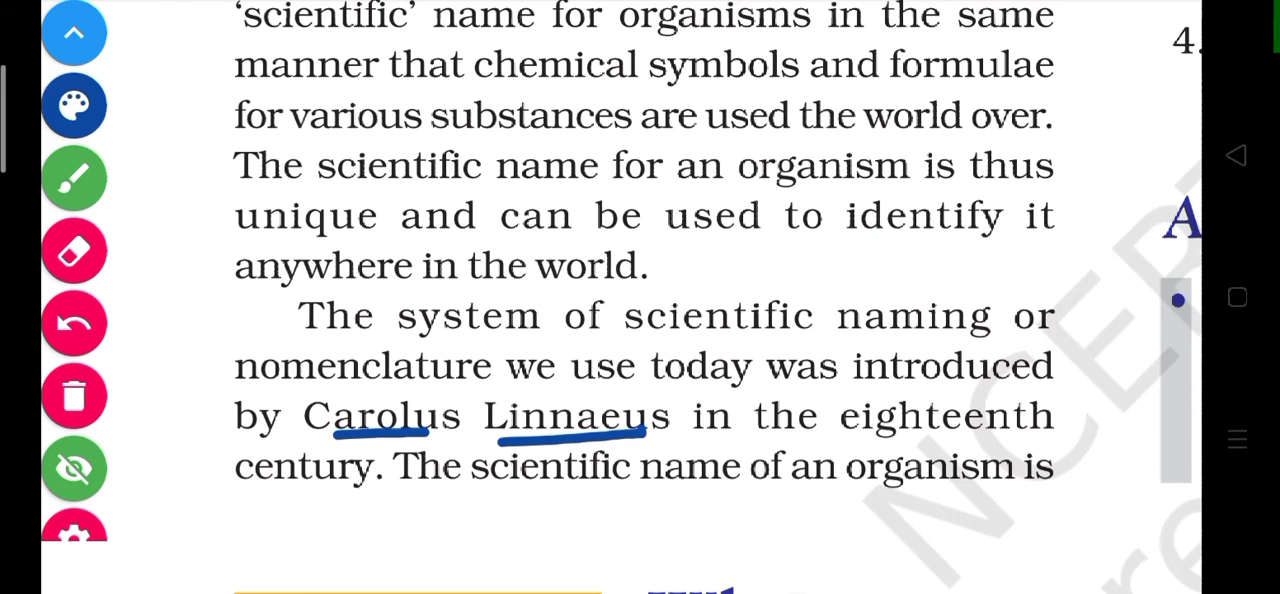 'scientific' name for organisms in the same
manner that chemical symbols and formulae
for various substances are used the world over.
The scientific name for an organism is thus
unique and can be used to identify it
anywhere in the world.
The system of scientific naming or
nomenclature we use today was introduced
by Carolus Linnaeus in the eighteenth
century. The scientific name of an organism is
4.
A
NCERT
re